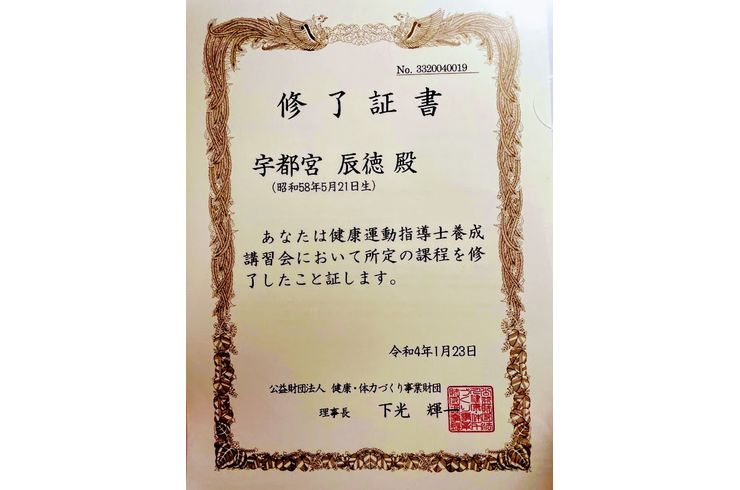 No. 3320040019
修了証書
宇都宮 辰徳 殿
（昭和58年5月21日生）
あなたは健康運動指導士養成
講習会において所定の課程を修
了したこと証します。
令和4年1月23日
公益財団法人 健康・体力づくり事業財団
理事長 下光 輝一